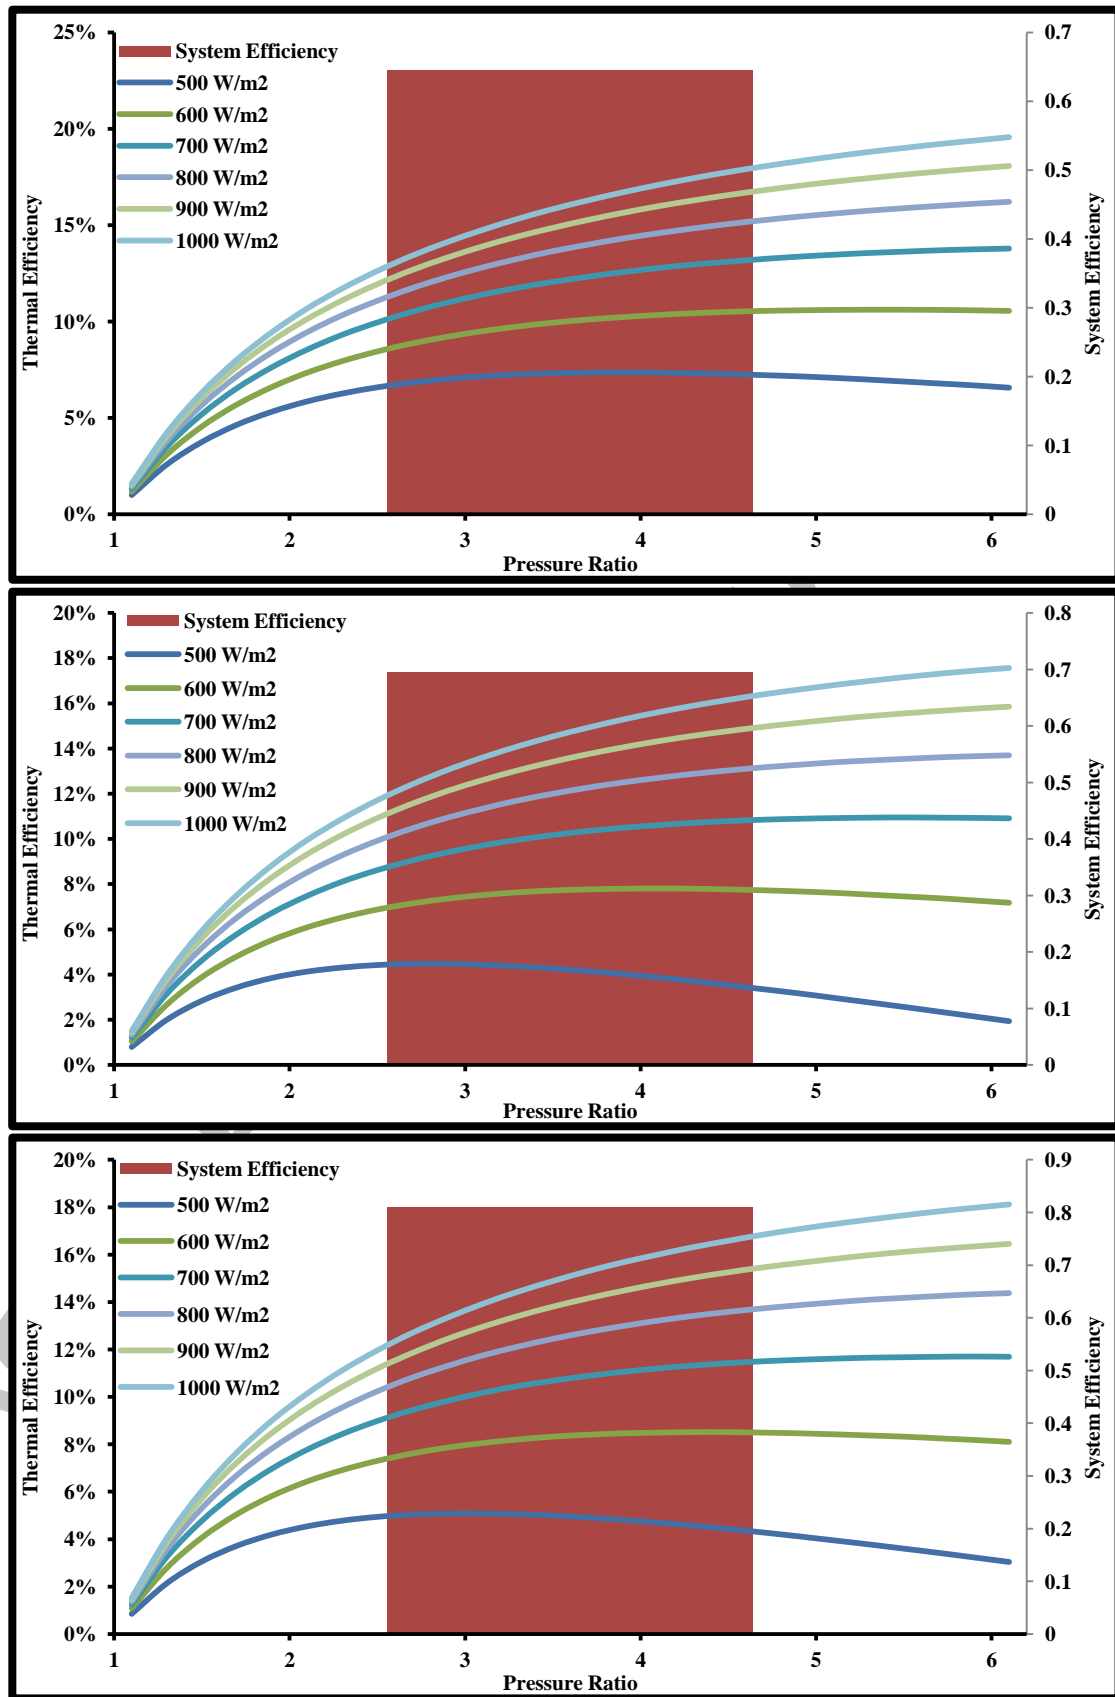 25%
20%
15%
10%
5%
0%
Thermal Efficiency
System Efficiency
500 W/m2
600 W/m2
700 W/m2
800 W/m2
900 W/m2
1000 W/m2
0.7
0.6
0.5
0.4
0.3
0.2
0.1
0
System Efficiency
1 2 3 4 5 6
Pressure Ratio
20%
18%
16%
14%
12%
10%
8%
6%
4%
2%
0%
Thermal Efficiency
System Efficiency
500 W/m2
600 W/m2
700 W/m2
800 W/m2
900 W/m2
1000 W/m2
0.8
0.7
0.6
0.5
0.4
0.3
0.2
0.1
0
System Efficiency
1 2 3 4 5 6
Pressure Ratio
20%
18%
16%
14%
12%
10%
8%
6%
4%
2%
0%
Thermal Efficiency
System Efficiency
500 W/m2
600 W/m2
700 W/m2
800 W/m2
900 W/m2
1000 W/m2
0.9
0.8
0.7
0.6
0.5
0.4
0.3
0.2
0.1
0
System Efficiency
1 2 3 4 5 6
Pressure Ratio